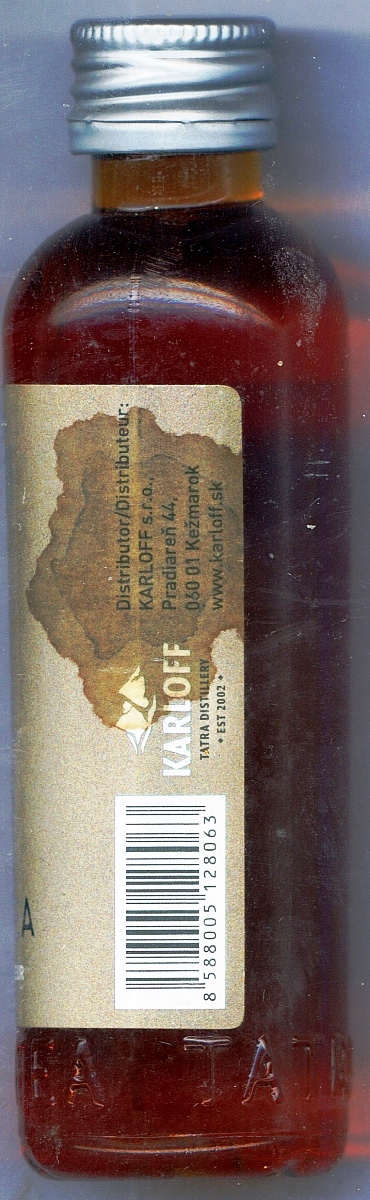 Distributor/Distributeur:
KARLOFF s.r.o.,
Pradiareň 44,
060 01 Kežmarok
www.karloff.sk
KARLOFF
TATRA DISTILLERY
EST 2002
8 588005 128063
A
TATR